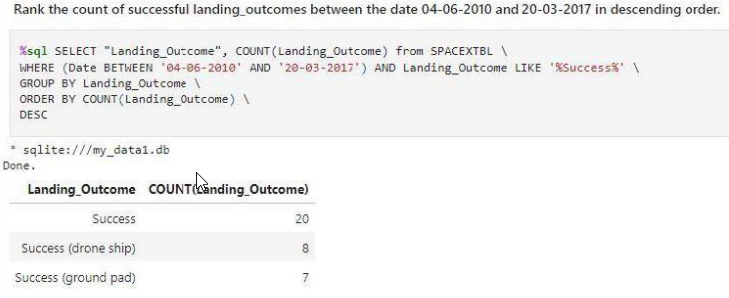 Rank the count of successful landing_outcomes between the date 04-06-2010 and 20-03-2017 in descending order.
%sql SELECT "Landing_Outcome", COUNT(Landing_Outcome) from SPACEXTBL \
WHERE (Date BETWEEN '04-06-2010' AND '20-03-2017') AND Landing_Outcome LIKE '%Success%' \
GROUP BY Landing_Outcome \
ORDER BY COUNT(Landing_Outcome) \
DESC
* sqlite:///my_data1.db
Done.
Landing_Outcome COUNT(Landing_Outcome)
Success 20
Success (drone ship) 8
Success (ground pad) 7